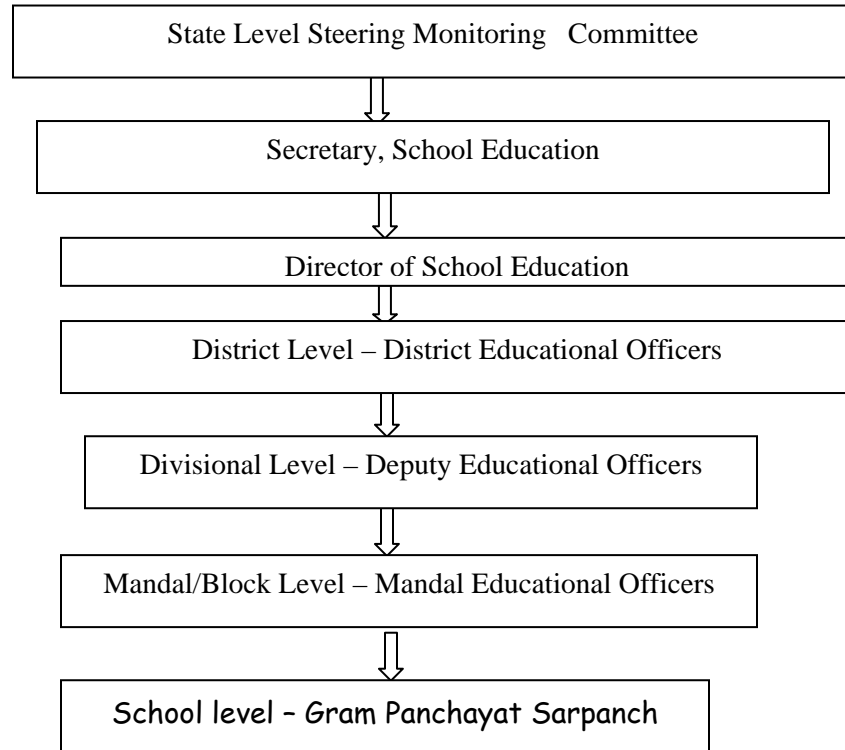 State Level Steering Monitoring   Committee
Secretary, School Education
Director of School Education
District Level – District Educational Officers
Divisional Level – Deputy Educational Officers
Mandal/Block Level – Mandal Educational Officers
School level – Gram Panchayat Sarpanch